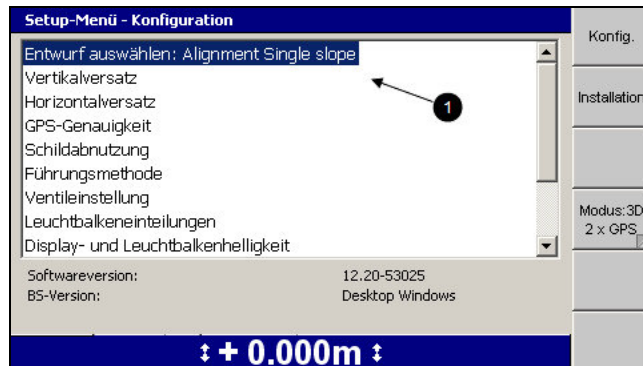 Setup-Menü - Konfiguration
Entwurf auswählen: Alignment Single slope
Vertikalversatz
Horizontalversatz
GPS-Genauigkeit
Schildabnutzung
Führungsmethode
Ventileinstellung
Leuchtbalkeneinteilungen
Display- und Leuchtbalkenhelligkeit
1
Softwareversion: 12.20-53025
BS-Version: Desktop Windows
+ 0.000m
Konfig.
Installation
Modus:3D
2 x GPS